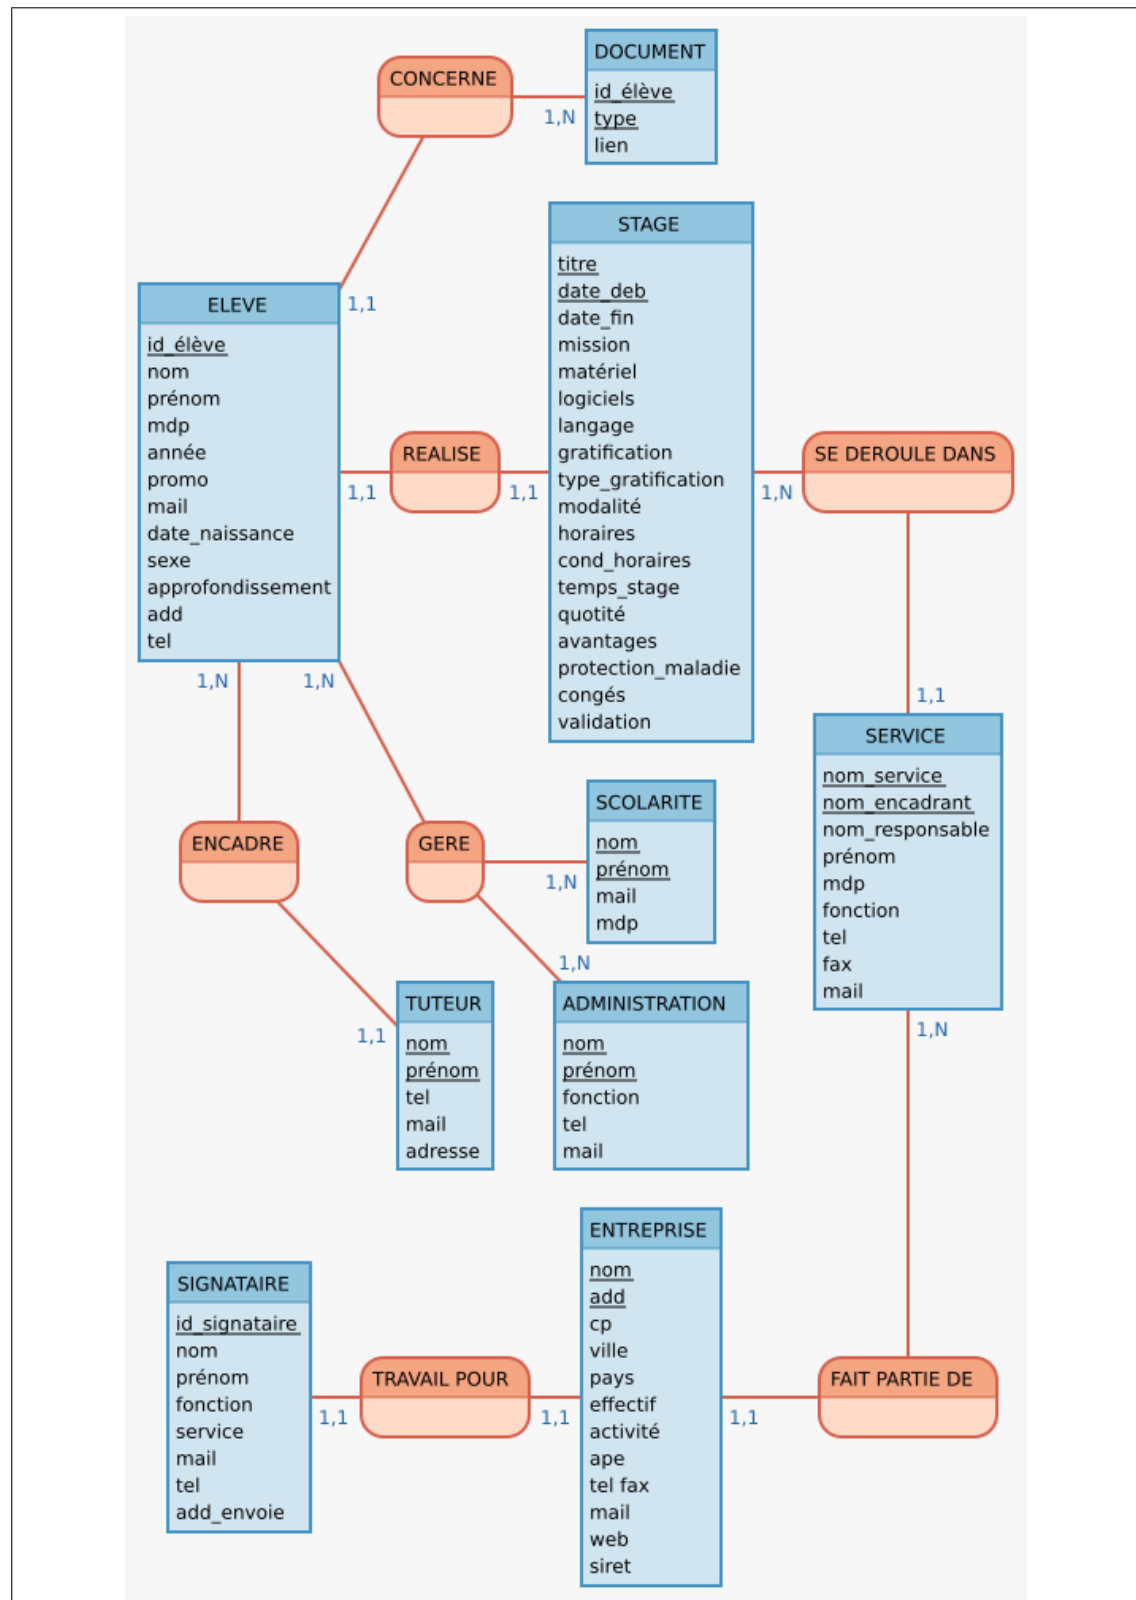 CONCERNE
1,N
DOCUMENT
id_élève
type
lien
STAGE
titre
date_deb
date_fin
mission
matériel
logiciels
langage
gratification
type_gratification
modalité
horaires
cond_horaires
temps_stage
quotité
avantages
protection_maladie
congés
validation
ELEVE
id_élève
nom
prénom
mdp
année
promo
mail
date_naissance
sexe
approfondissement
add
tel
1,1
1,1
REALISE
1,1
1,N
SE DEROULE DANS
1,1
1,N
1,N
SERVICE
nom_service
nom_encadrant
nom_responsable
prénom
mdp
fonction
tel
fax
mail
1,N
ENCADRE
GERE
1,N
SCOLARITE
nom
prénom
mail
mdp
1,N
1,1
TUTEUR
nom
prénom
tel
mail
adresse
ADMINISTRATION
nom
prénom
fonction
tel
mail
SIGNATAIRE
id_signataire
nom
prénom
fonction
service
mail
tel
add_envoie
1,1
TRAVAIL POUR
1,1
ENTREPRISE
nom
add
cp
ville
pays
effectif
activité
ape
tel fax
mail
web
siret
1,1
FAIT PARTIE DE